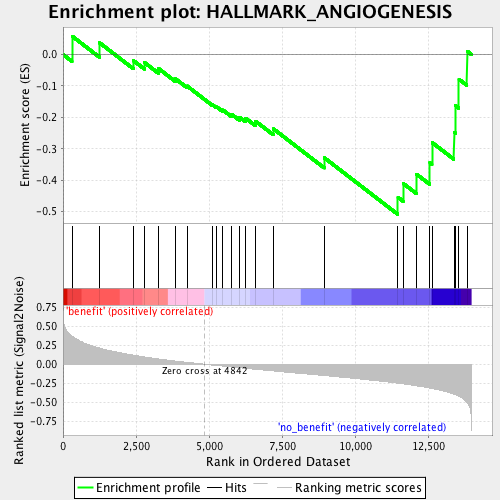 Enrichment plot: HALLMARK_ANGIOGENESIS
Enrichment score (ES)
0.0
-0.1
-0.2
-0.3
-0.4
-0.5
Ranked list metric (Signal2Noise)
0.75
0.50
0.25
0.00
-0.25
-0.50
-0.75
'benefit' (positively correlated)
Zero cross at 4842
'no_benefit' (negatively correlated)
0
2,500
5,000
7,500
10,000
12,500
Rank in Ordered Dataset
Enrichment profile
Hits
Ranking metric scores